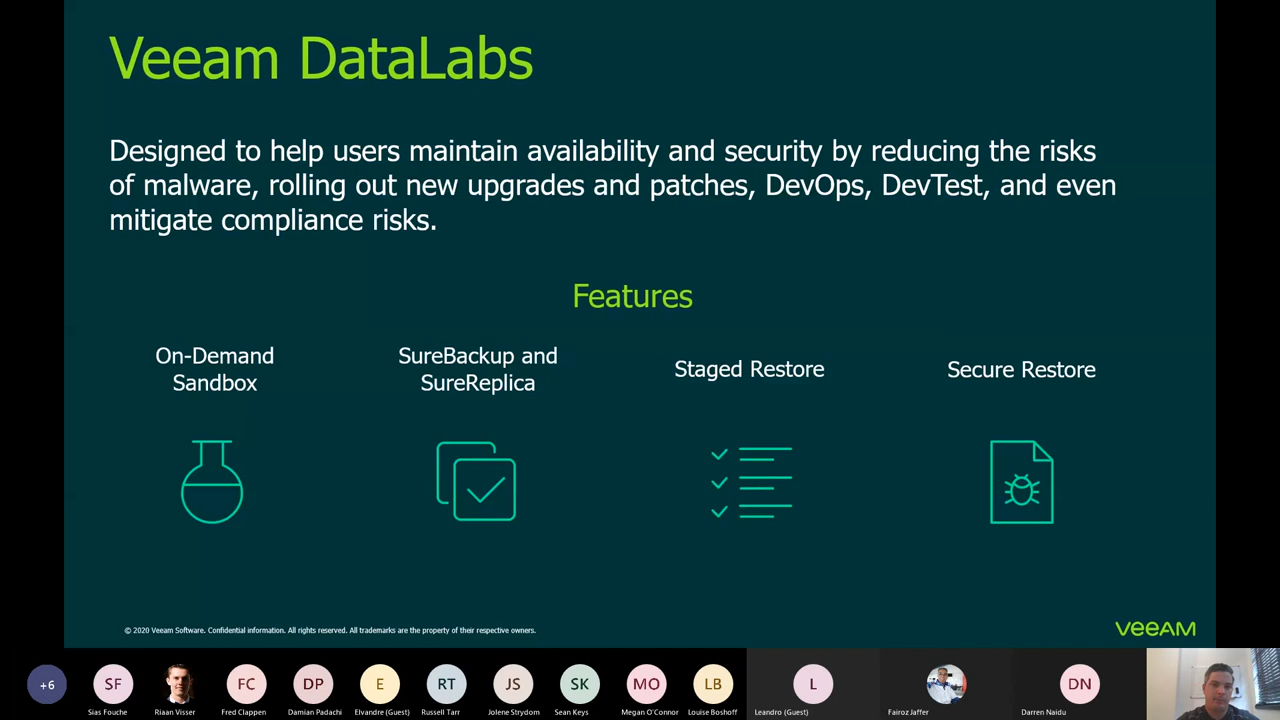 Veeam DataLabs
Designed to help users maintain availability and security by reducing the risks
of malware, rolling out new upgrades and patches, DevOps, DevTest, and even
mitigate compliance risks.
Features
On-Demand
Sandbox
SureBackup and
SureReplica
Staged Restore
Secure Restore
© 2020 Veeam Software. Confidential information. All rights reserved. All trademarks are the property of their respective owners.
VEEAM
+6
SF
FC
DP
E
RT
JS
SK
MO
LB
L
DN
Sias Fouche
Riaan Visser
Fred Clappen
Damian Padachi
Elvandre (Guest)
Russell Tarr
Jolene Strydom
Sean Keys
Megan O'Connor
Louise Boshoff
Leandro (Guest)
Fairoz Jaffer
Darren Naidu